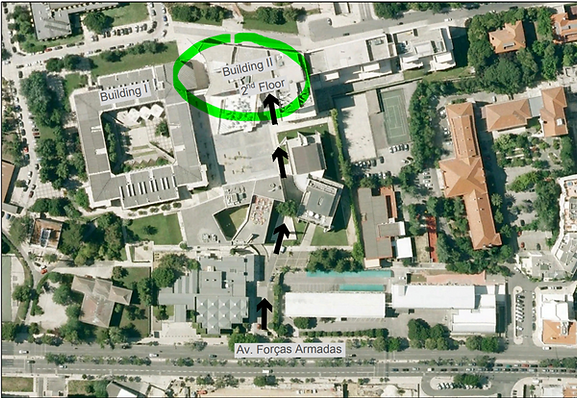 Building I
Building II
2nd Floor
Av. Forças Armadas